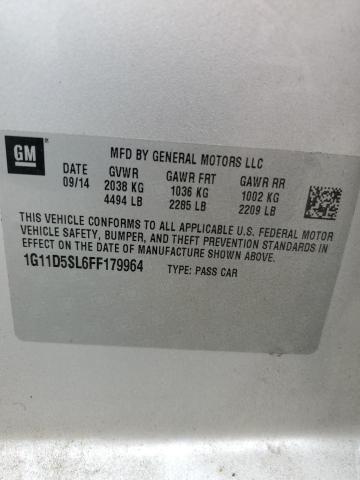 GM
MFD BY GENERAL MOTORS LLC
DATE GVWR GAWR FRT GAWR RR
09/14 2038 KG 1036 KG 1002 KG
4494 LB 2285 LB 2209 LB
THIS VEHICLE CONFORMS TO ALL APPLICABLE U.S. FEDERAL MOTOR
VEHICLE SAFETY, BUMPER, AND THEFT PREVENTION STANDARDS IN
EFFECT ON THE DATE OF MANUFACTURE SHOWN ABOVE.
1G11D5SL6FF179964 TYPE: PASS CAR